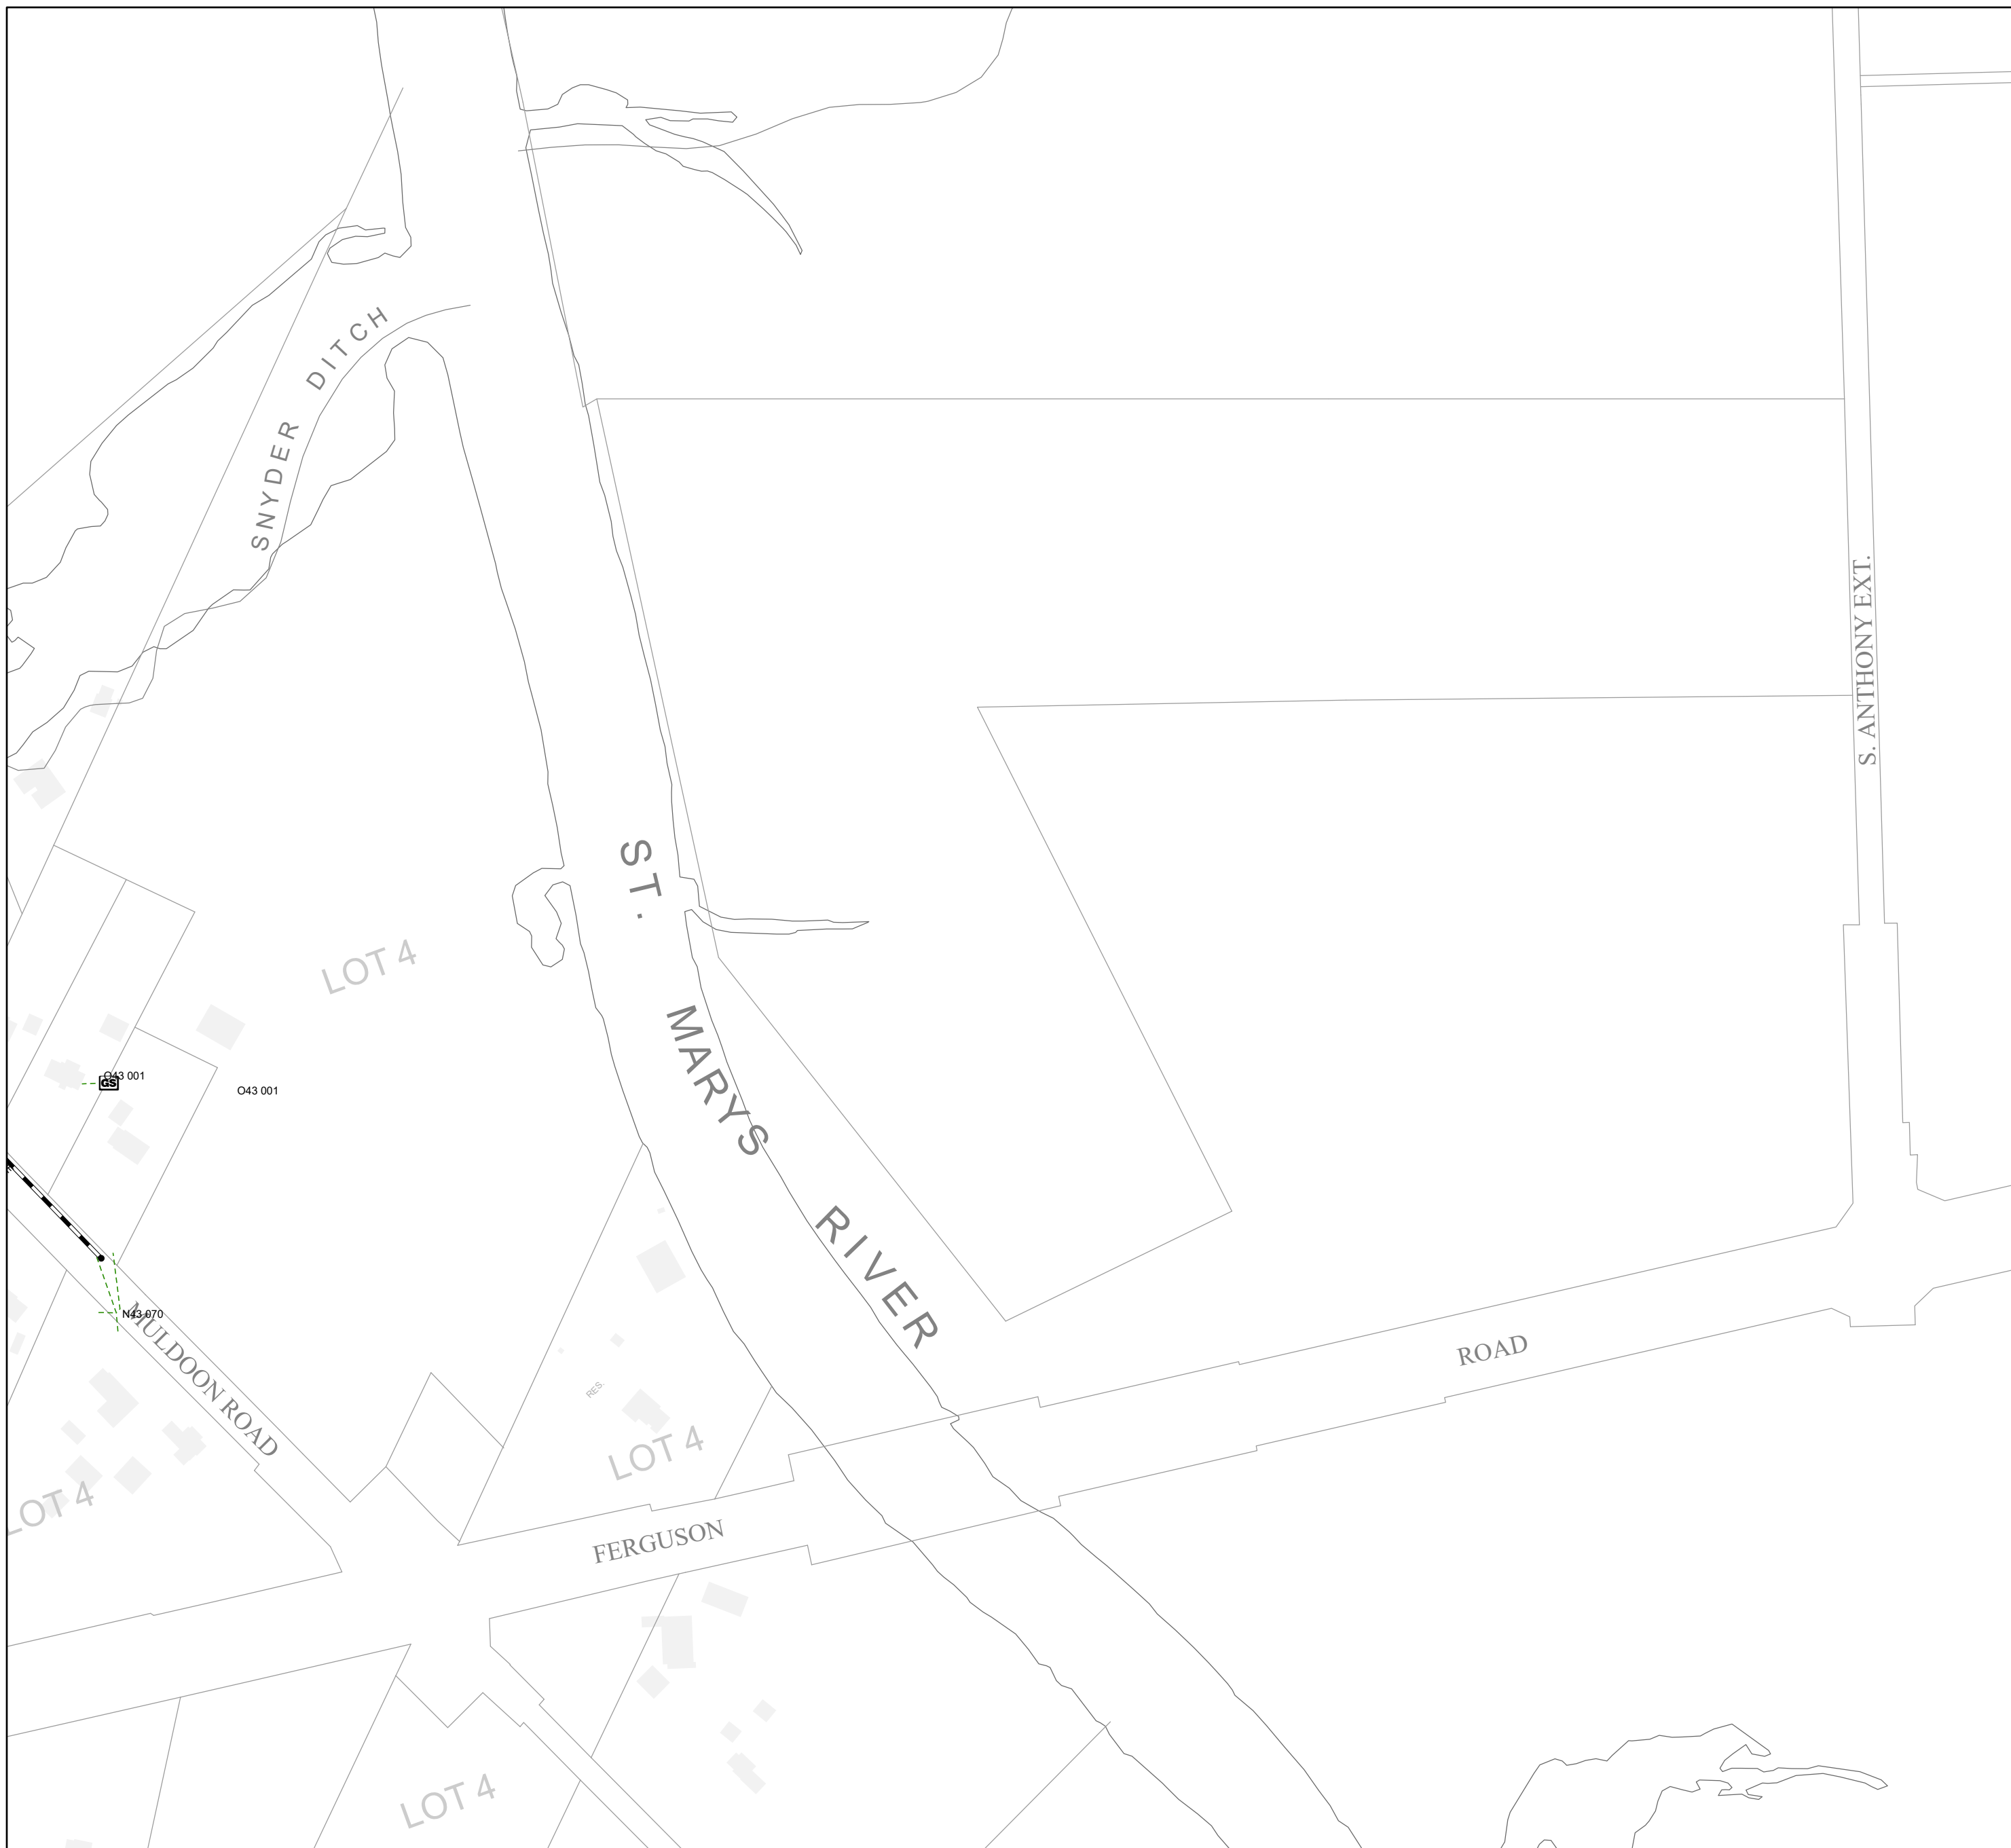 SNYDER DITCH
S. ANTHONY EXT.
ST. MARYS RIVER
LOT 4
O43 001
GS
O43 001
N43 070
MULDOON ROAD
RES.
LOT 4
LOT 4
FERGUSON ROAD
LOT 4